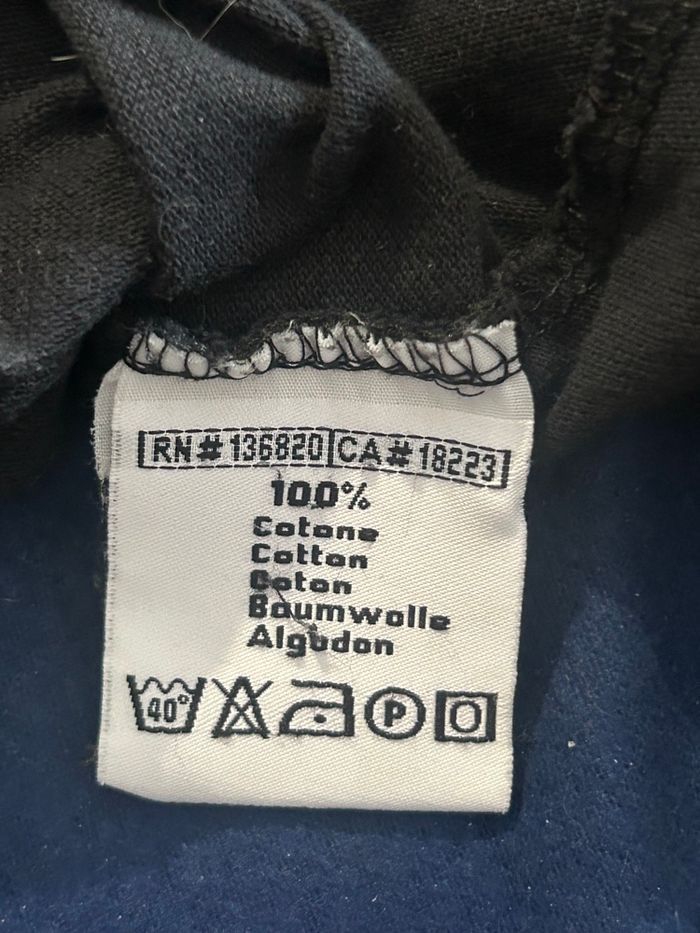 RN# 136820 CA# 18223
100%
Cotone
Cotton
Coton
Baumwolle
Algodon
40° P